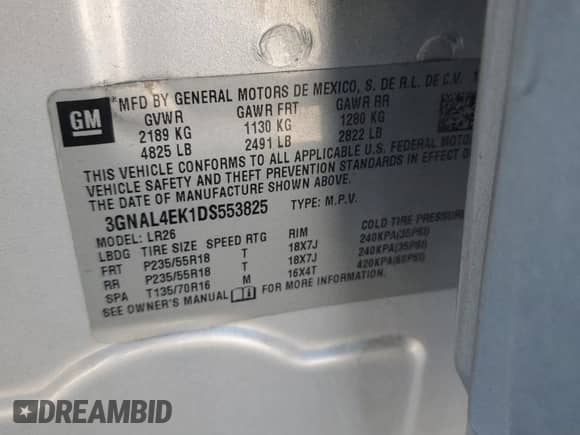 GM
MFD BY GENERAL MOTORS DE MEXICO, S. DE R.L. DE C.V.
GVWR GAWR FRT GAWR RR
2189 KG 1130 KG 1280 KG
4825 LB 2491 LB 2822 LB
THIS VEHICLE CONFORMS TO ALL APPLICABLE U.S. FEDERAL MOTOR
VEHICLE SAFETY AND THEFT PREVENTION STANDARDS IN EFFECT ON
THE DATE OF MANUFACTURE SHOWN ABOVE.
3GNAL4EK1DS553825 TYPE: M.P.V.
MODEL: LR26
LBDG TIRE SIZE SPEED RTG RIM COLD TIRE PRESSURE
FRT P235/55R18 T 18X7J 240KPA(35PSI)
RR P235/55R18 T 18X7J 240KPA(35PSI)
SPA T135/70R16 M 16X4T 420KPA(60PSI)
SEE OWNER'S MANUAL FOR MORE INFORMATION.
DREAMBID